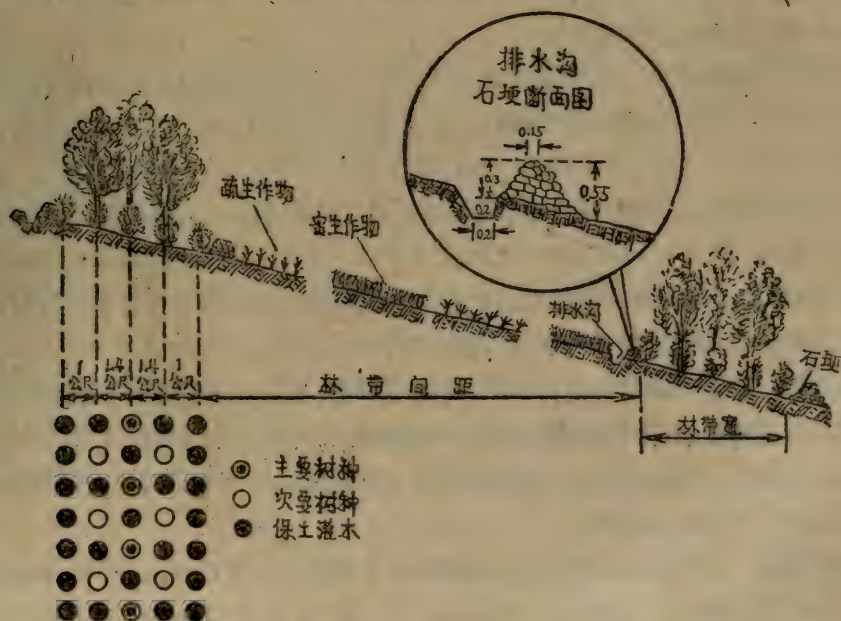 排水沟
石埂断面图
0.15
0.3
0.55
0.2
0.2
疏生作物
密生作物
排水沟
石埂
1 1.4 1.4 1
公尺 公尺 公尺 公尺
林带间距
林带宽
主要树种
次要树种
保土灌木